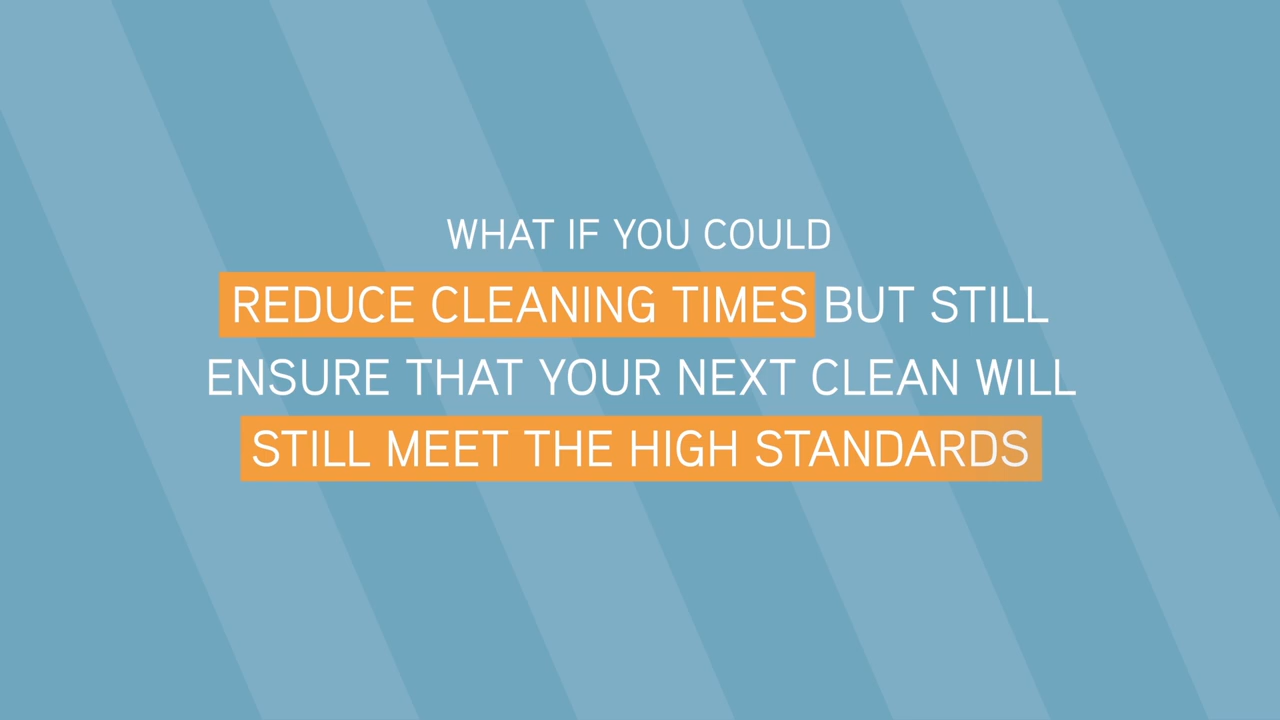 WHAT IF YOU COULD
REDUCE CLEANING TIMES BUT STILL
ENSURE THAT YOUR NEXT CLEAN WILL
STILL MEET THE HIGH STANDARDS